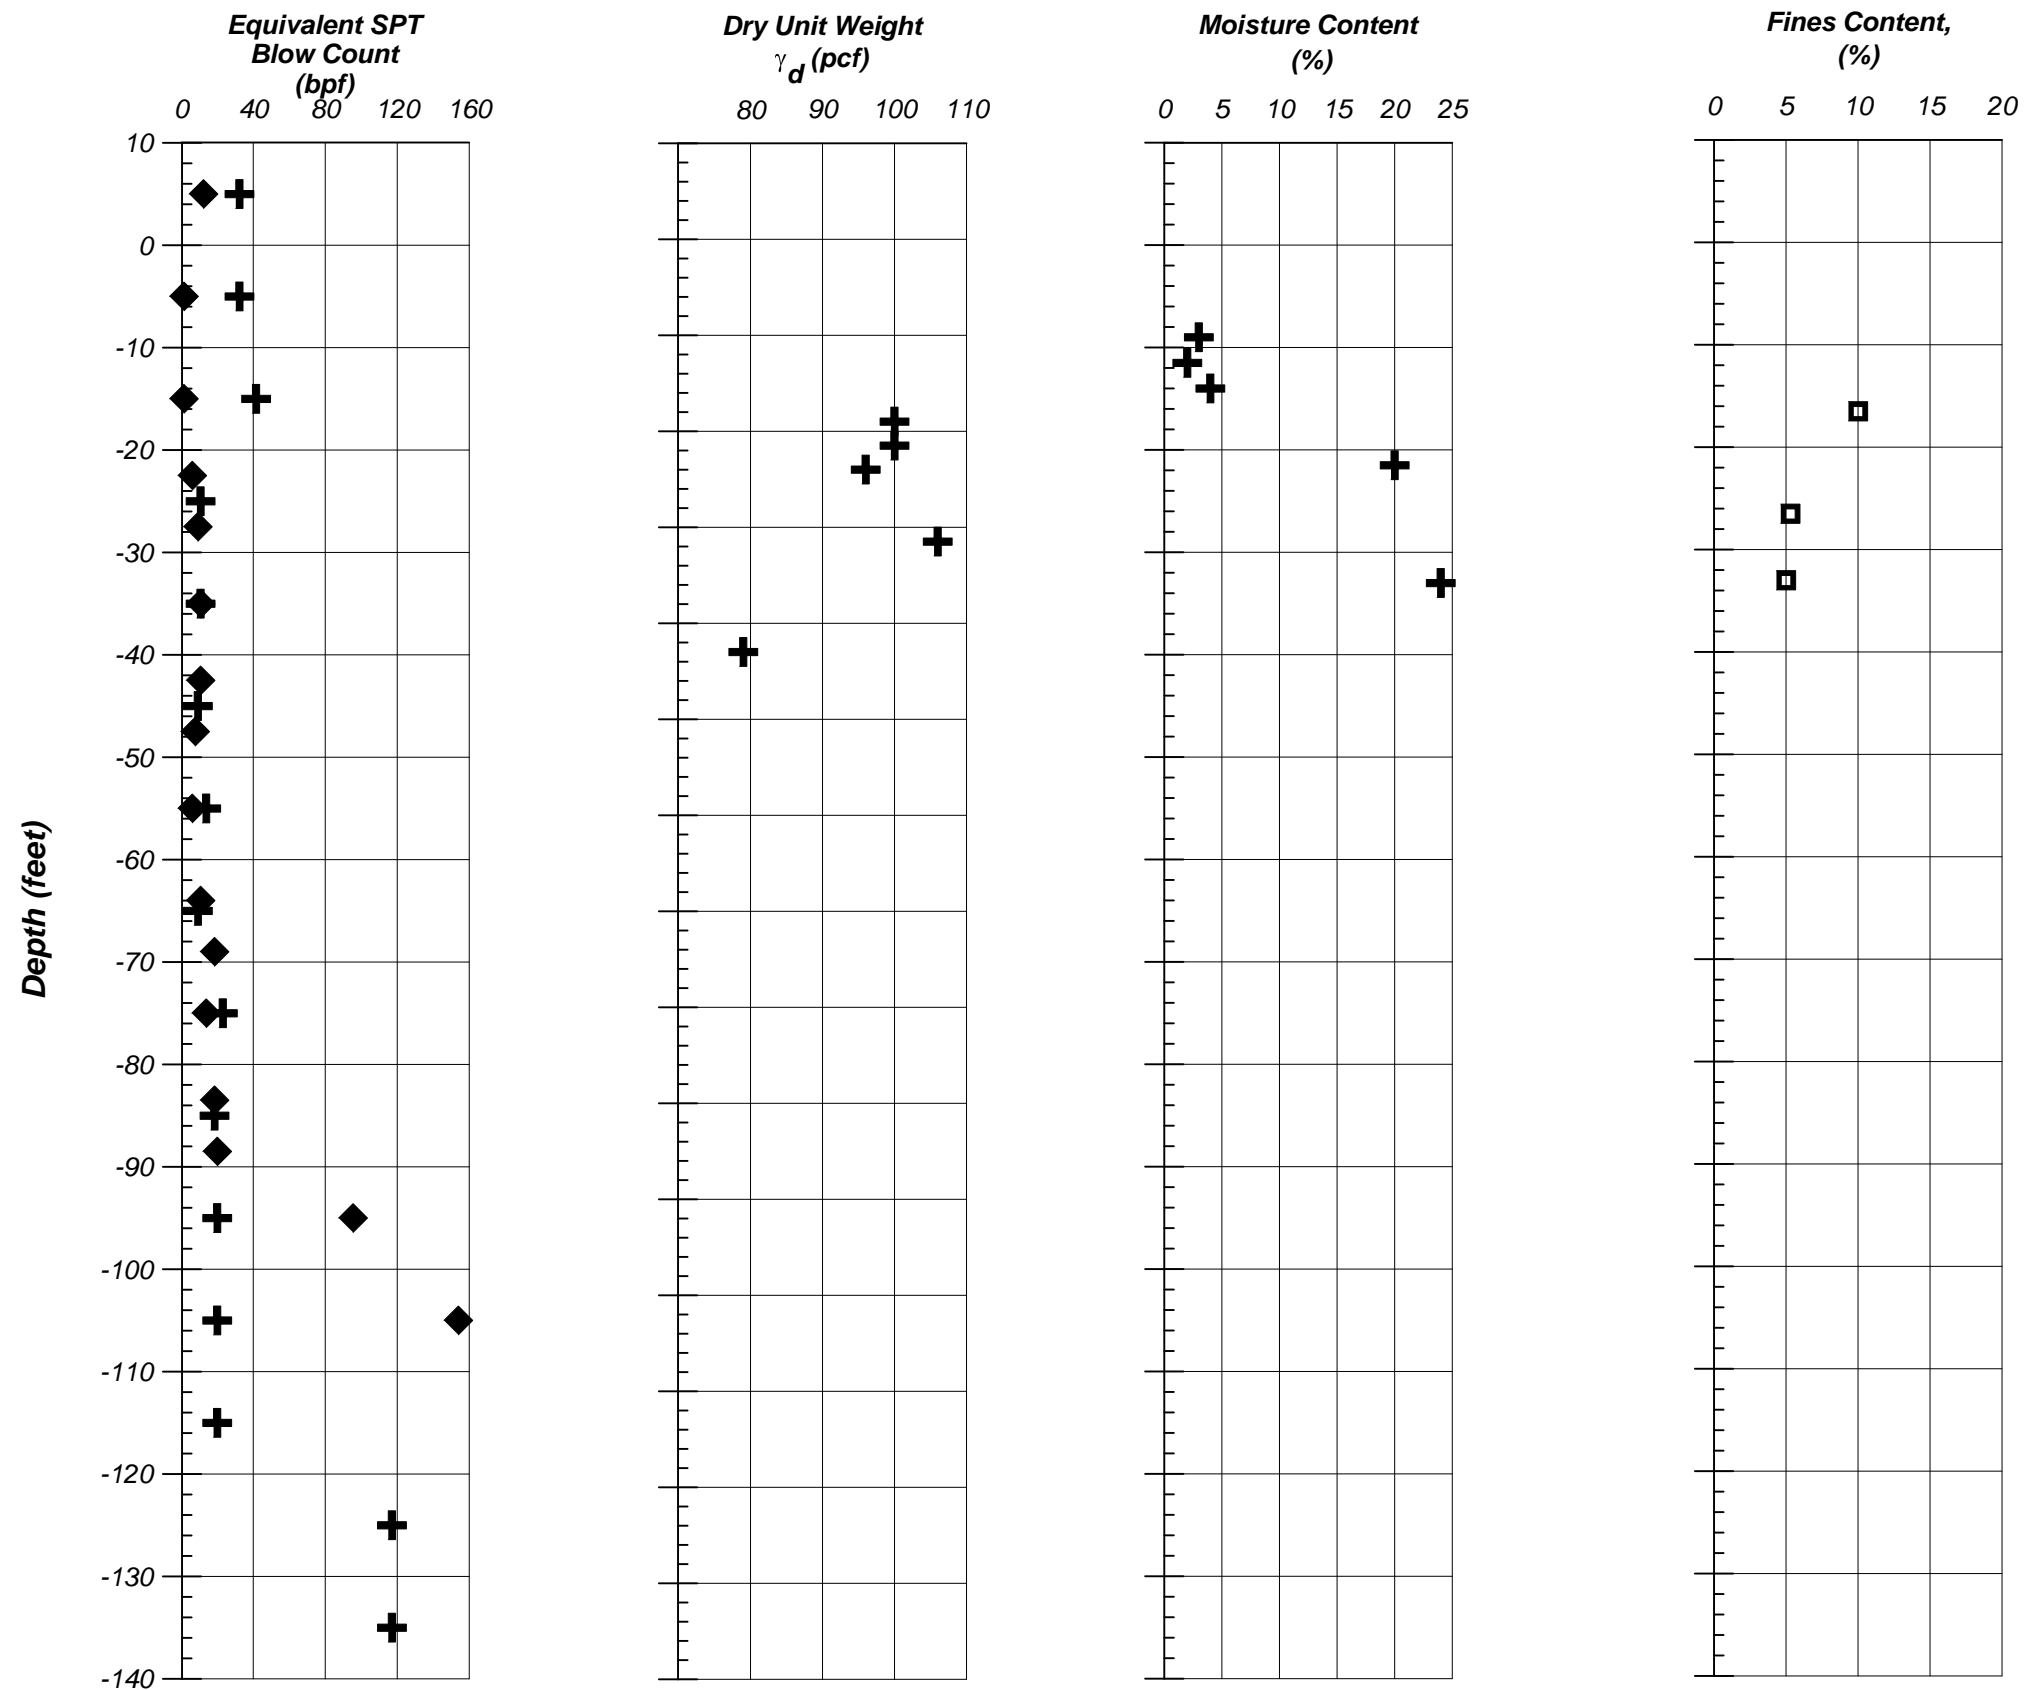 Equivalent SPT
Blow Count
(bpf)
0 40 80 120 160
Dry Unit Weight
γd (pcf)
80 90 100 110
Moisture Content
(%)
0 5 10 15 20 25
Fines Content,
(%)
0 5 10 15 20
10
0
-10
-20
-30
-40
-50
-60
-70
-80
-90
-100
-110
-120
-130
-140
Depth (feet)